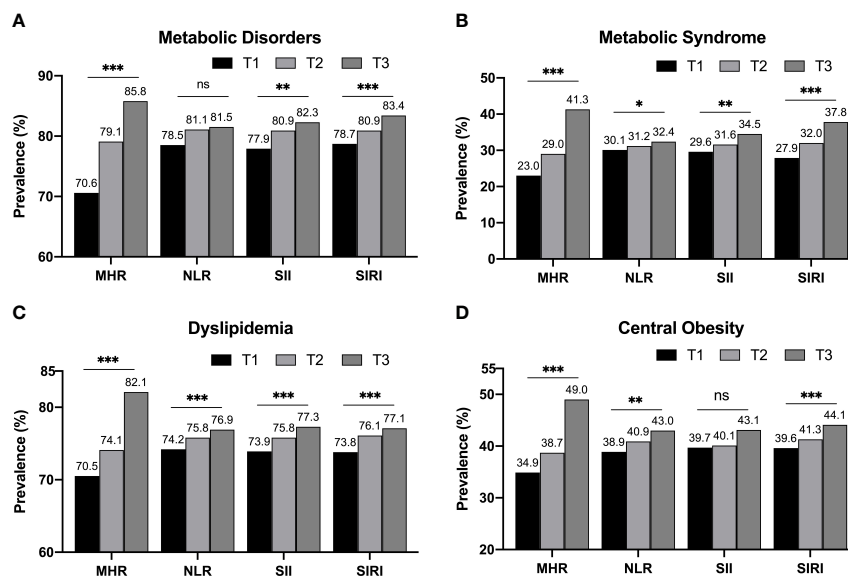 A
Metabolic Disorders
T1 T2 T3
Prevalence (%)
90
80
70
60
*** ns ** ***
70.6 79.1 85.8 78.5 81.1 81.5 77.9 80.9 82.3 78.7 80.9 83.4
MHR NLR SII SIRI
B
Metabolic Syndrome
T1 T2 T3
Prevalence (%)
50
40
30
20
10
0
*** * ** ***
23.0 29.0 41.3 30.1 31.2 32.4 29.6 31.6 34.5 27.9 32.0 37.8
MHR NLR SII SIRI
C
Dyslipidemia
T1 T2 T3
Prevalence (%)
85
80
70
60
*** *** *** ***
70.5 74.1 82.1 74.2 75.8 76.9 73.9 75.8 77.3 73.8 76.1 77.1
MHR NLR SII SIRI
D
Central Obesity
T1 T2 T3
Prevalence (%)
55
50
40
30
20
*** ** ns ***
34.9 38.7 49.0 38.9 40.9 43.0 39.7 40.1 43.1 39.6 41.3 44.1
MHR NLR SII SIRI